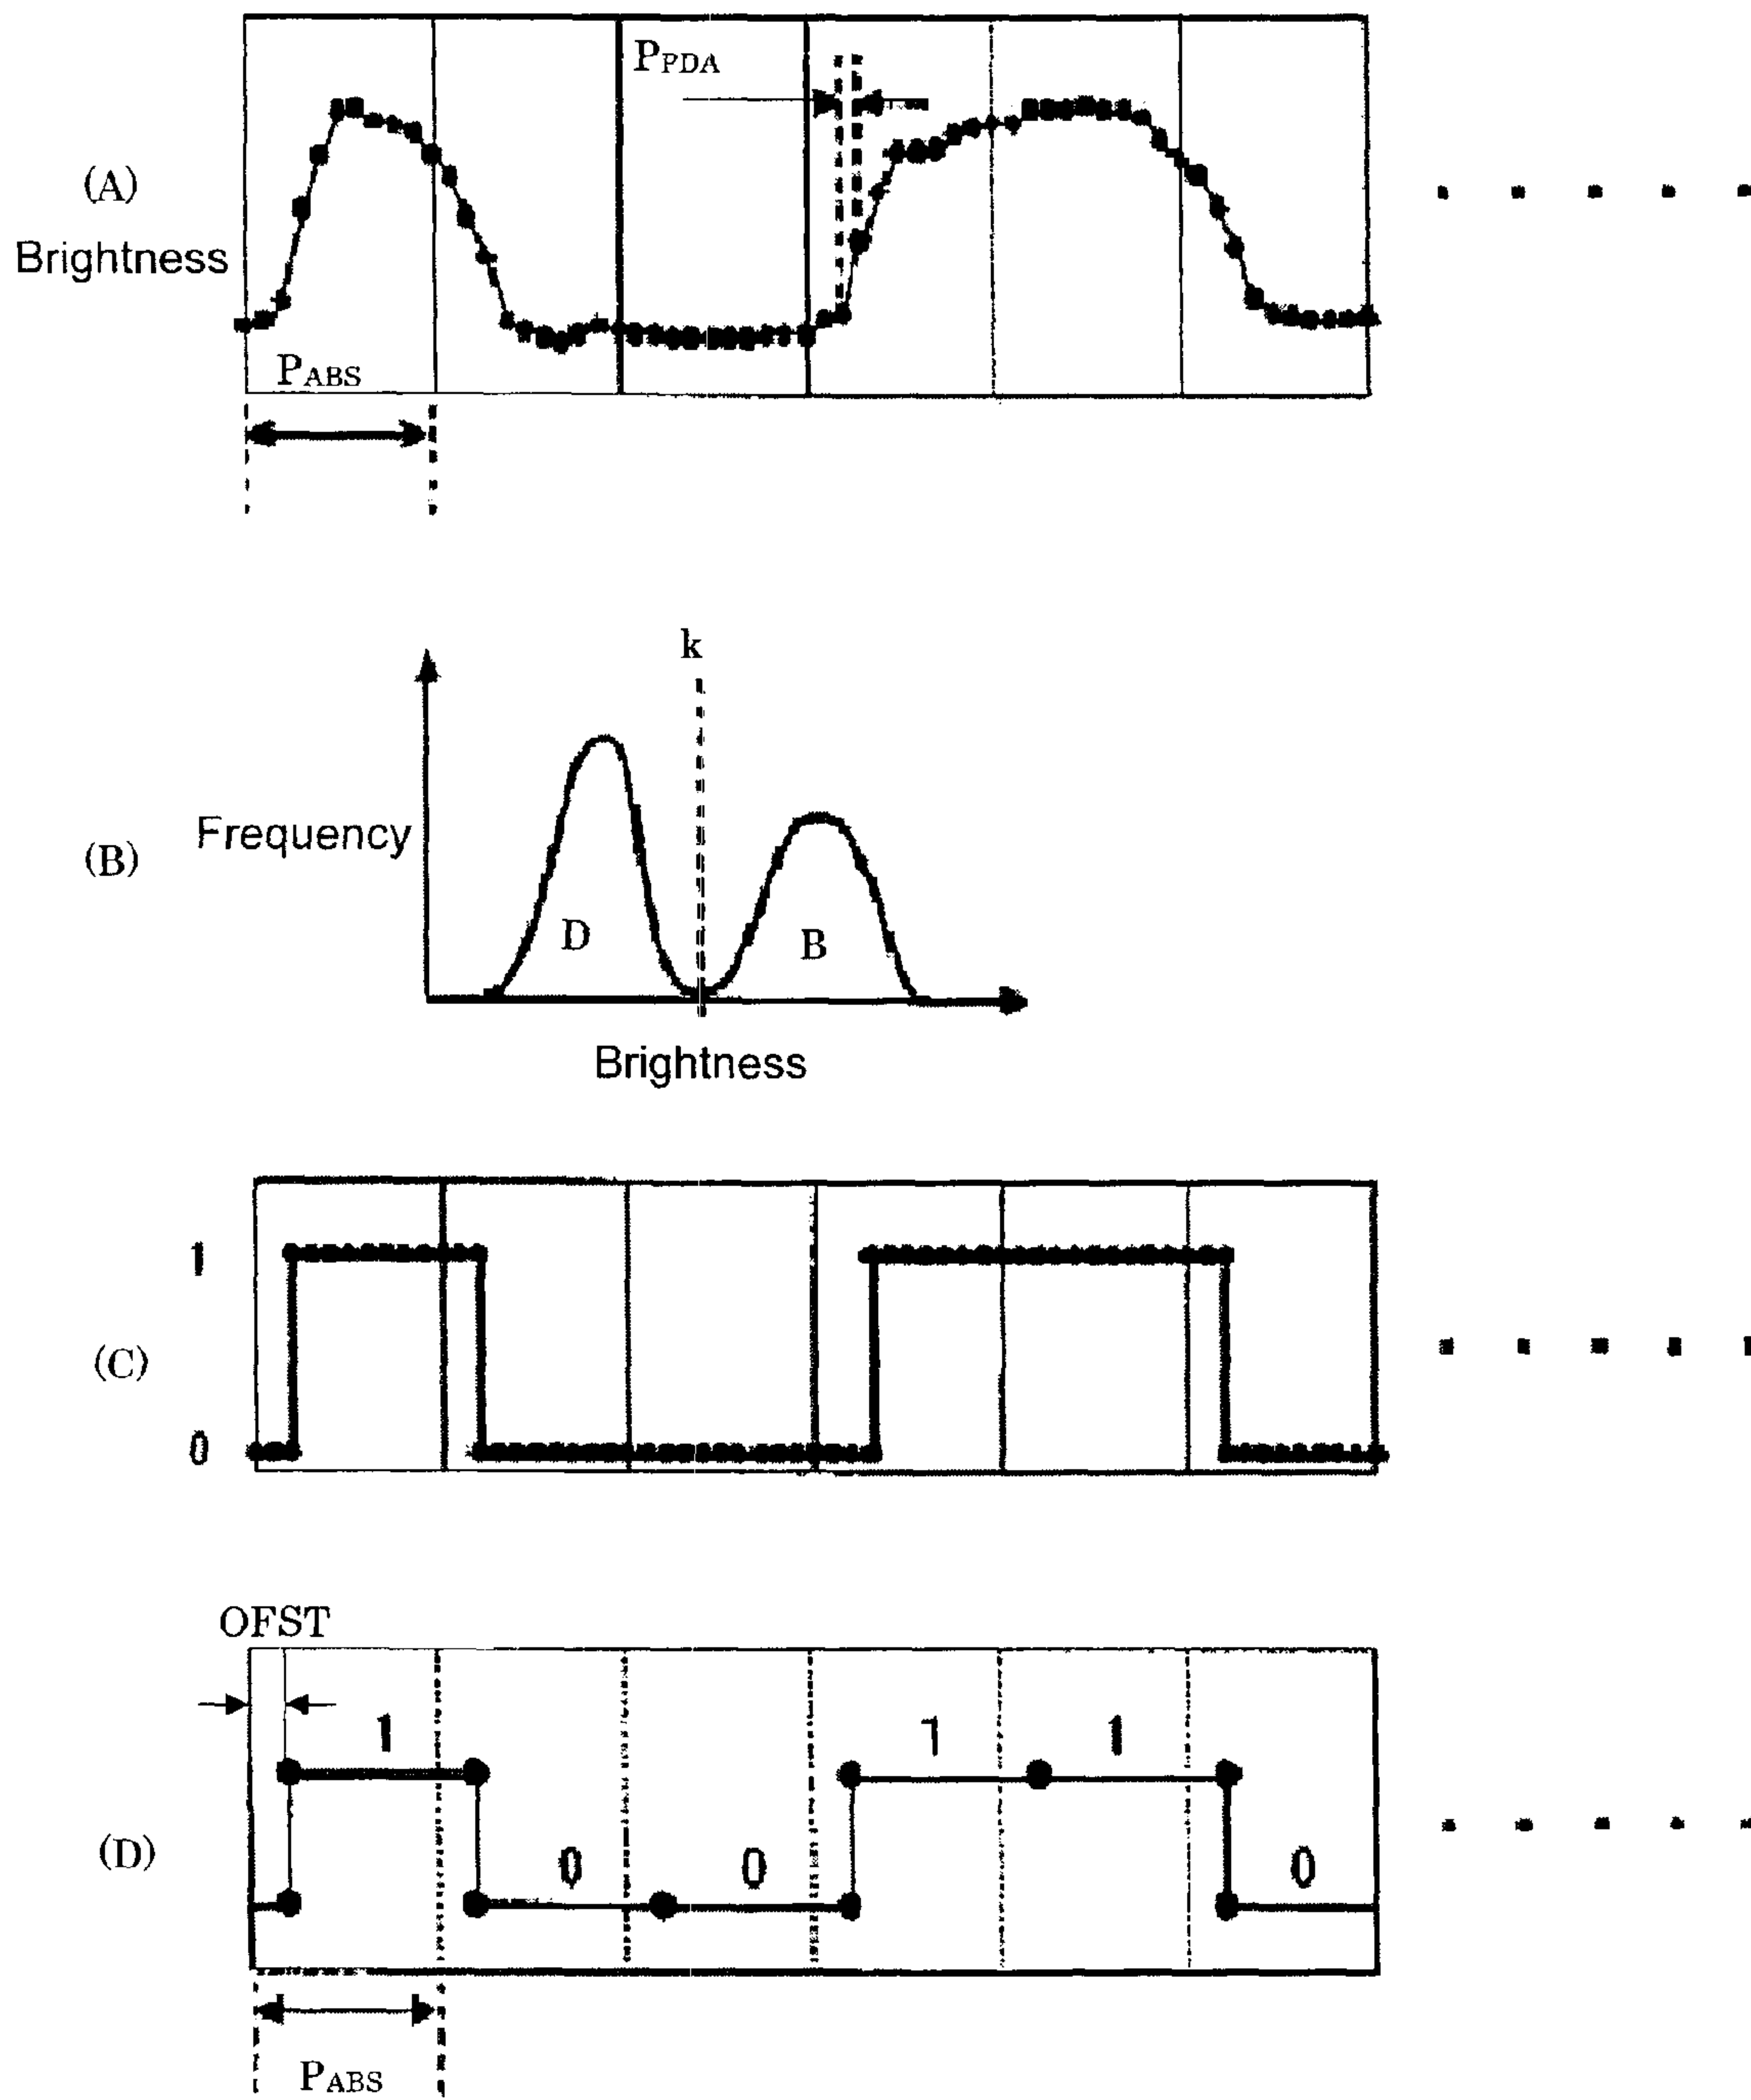 PPDA
(A)
Brightness
PABS
k
Frequency
(B)
D
B
Brightness
1
(C)
0
OFST
1
1
1
(D)
0
0
0
PABS